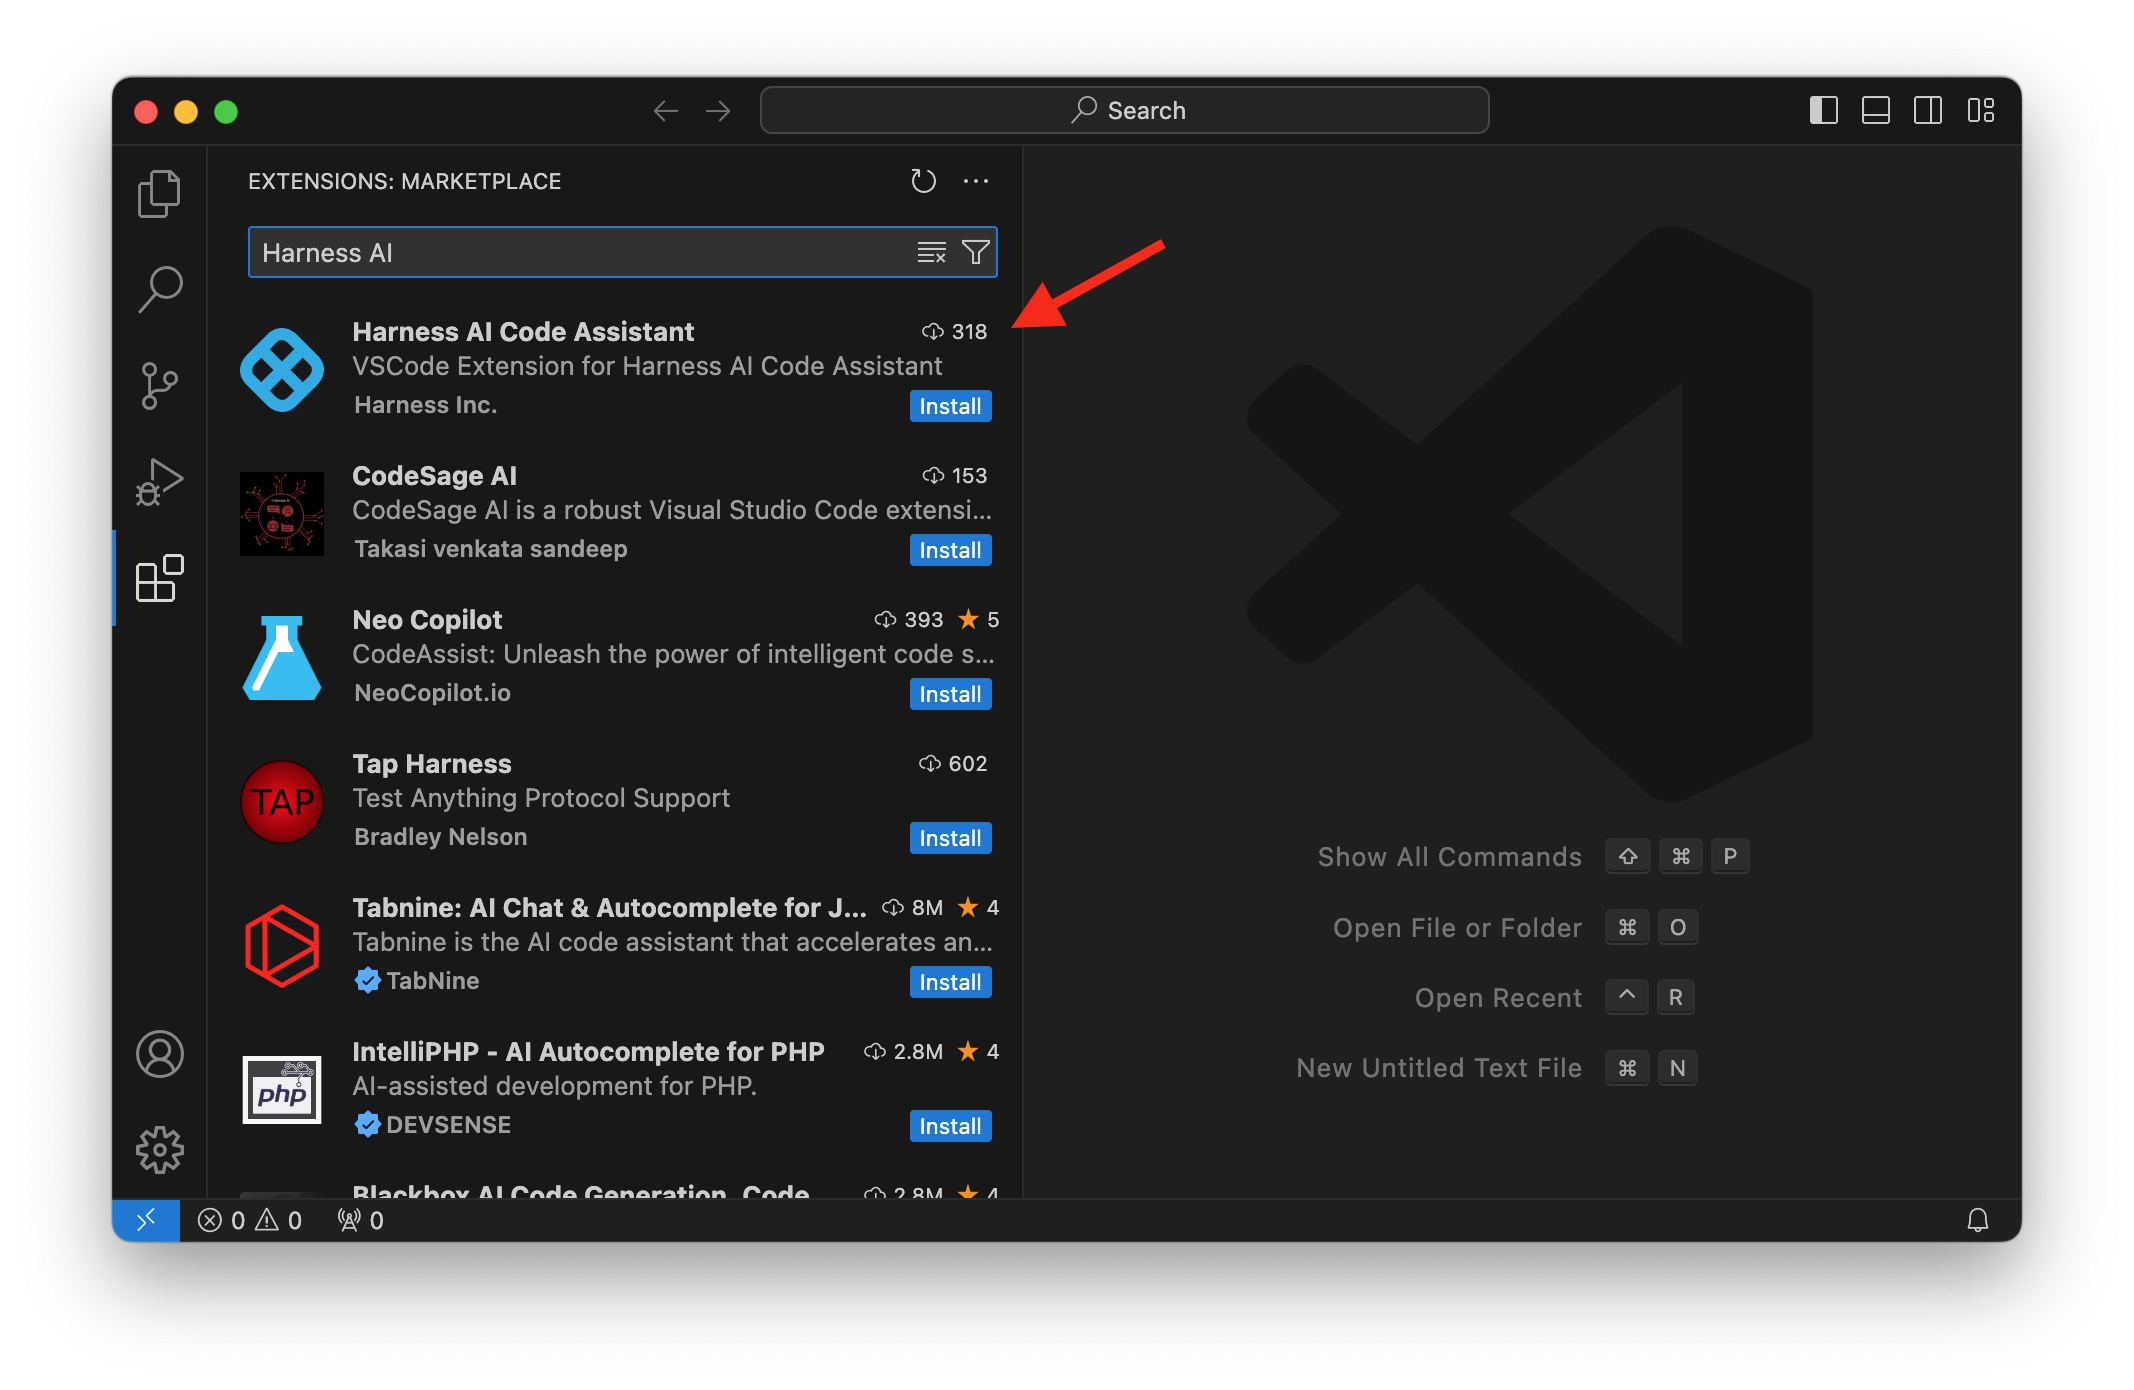 Search
EXTENSIONS: MARKETPLACE
Harness AI
Harness AI Code Assistant 318
VSCode Extension for Harness AI Code Assistant
Harness Inc. Install
CodeSage AI 153
CodeSage AI is a robust Visual Studio Code extensi...
Takasi venkata sandeep Install
Neo Copilot 393 ★ 5
CodeAssist: Unleash the power of intelligent code s...
NeoCopilot.io Install
TAP
Tap Harness 602
Test Anything Protocol Support
Bradley Nelson Install
Tabnine: AI Chat & Autocomplete for J... 8M ★ 4
Tabnine is the AI code assistant that accelerates an...
TabNine Install
php
IntelliPHP - AI Autocomplete for PHP 2.8M ★ 4
AI-assisted development for PHP.
DEVSENSE Install
Blackbox AI Code Generation, Code 2.8M ★ 4
Show All Commands ⇧ ⌘ P
Open File or Folder ⌘ O
Open Recent ^ R
New Untitled Text File ⌘ N
0 0 0